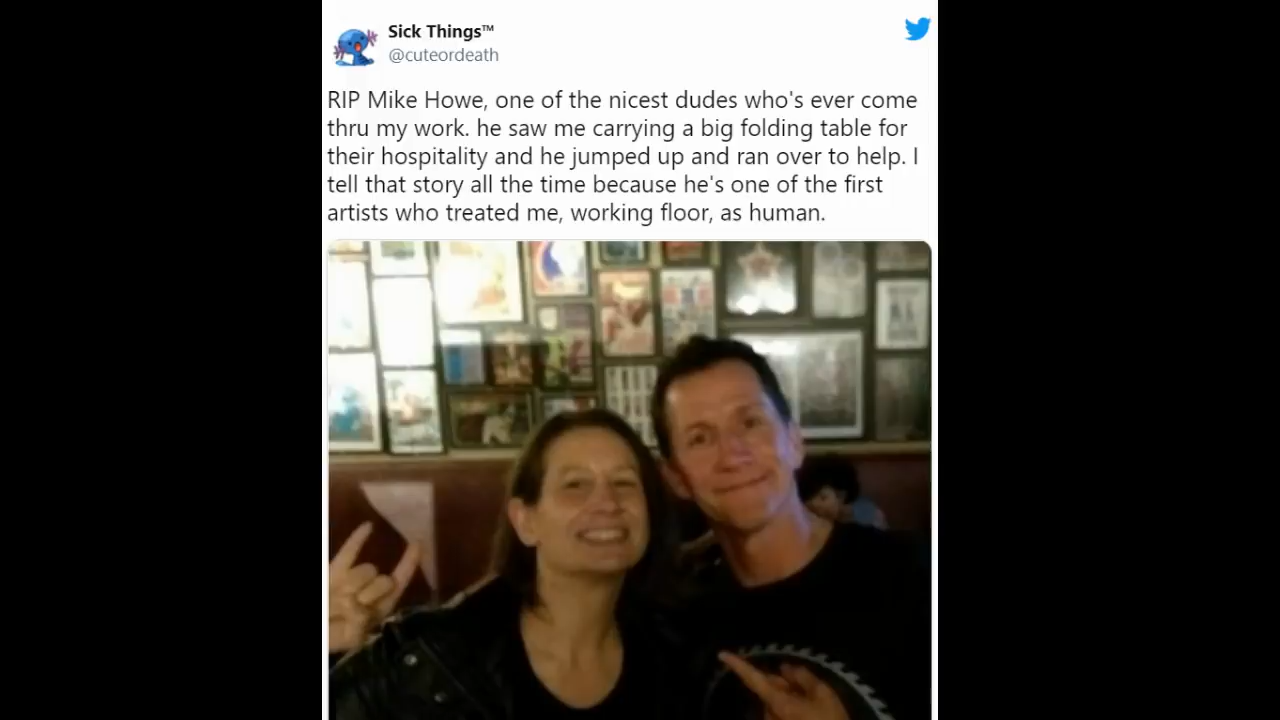 Sick Things™
@cuteordeath
RIP Mike Howe, one of the nicest dudes who's ever come
thru my work. he saw me carrying a big folding table for
their hospitality and he jumped up and ran over to help. I
tell that story all the time because he's one of the first
artists who treated me, working floor, as human.